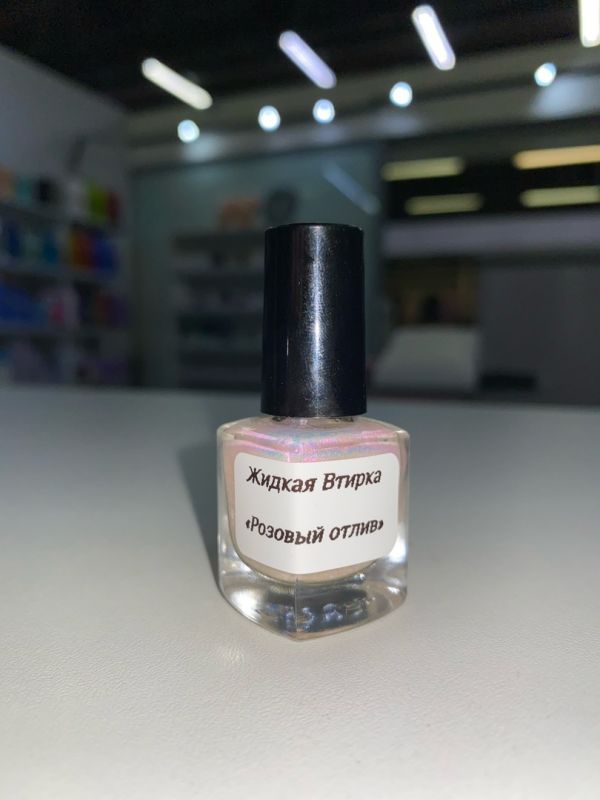 Жидкая Втирка
«Розовый отлив»